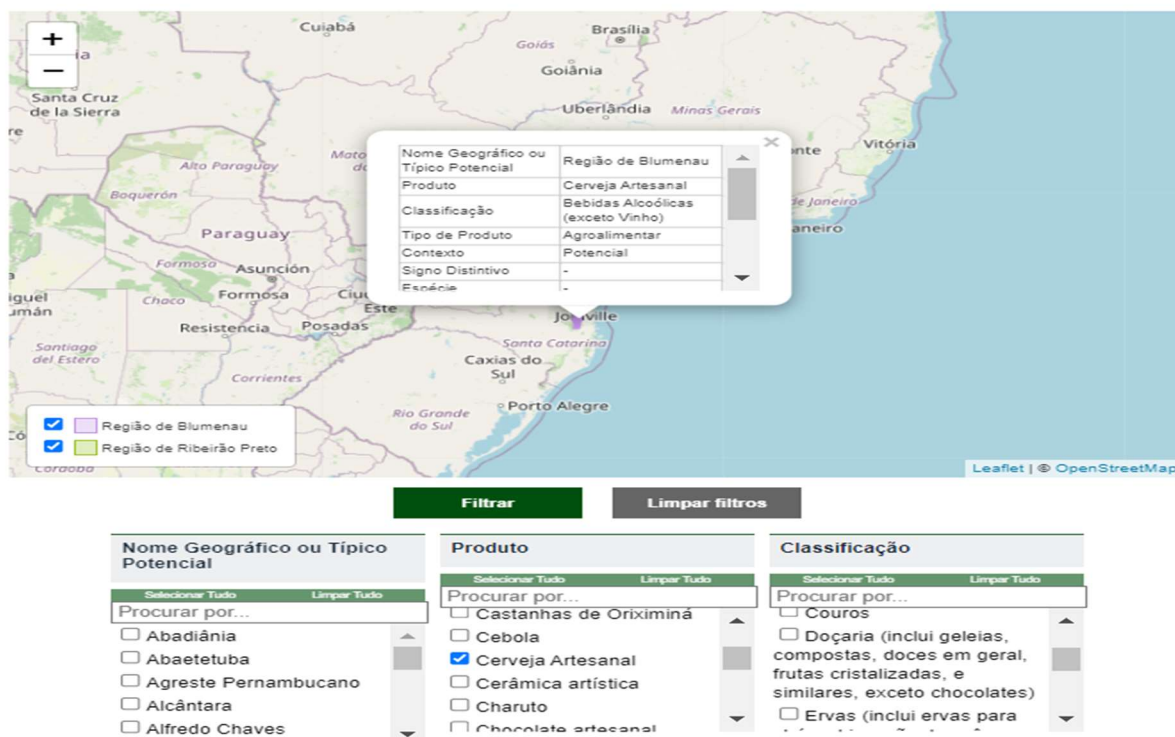 Cuiabá
Brasília
Goiás
Goiânia
Santa Cruz
de la Sierra
Uberlândia
Minas Gerais
Vitória
Alto Paraguay
Boquerón
Paraguay
Formosa
Asunción
Chaco
Formosa
Resistencia
Posadas
Este
Santiago
del Estero
Corrientes
Santa Catarina
Caxias do
Sul
Rio Grande
do Sul
Porto Alegre
+
−
×
Nome Geográfico ou
Típico Potencial
Região de Blumenau
Produto
Cerveja Artesanal
Classificação
Bebidas Alcoólicas
(exceto Vinho)
Tipo de Produto
Agroalimentar
Contexto
Potencial
Signo Distintivo
-
Espécie
-
Região de Blumenau
Região de Ribeirão Preto
Leaflet | © OpenStreetMap
Filtrar
Limpar filtros
Nome Geográfico ou Típico
Potencial
Selecionar Tudo Limpar Tudo
Procurar por...
Abadiânia
Abaetetuba
Agreste Pernambucano
Alcântara
Alfredo Chaves
Produto
Selecionar Tudo Limpar Tudo
Procurar por...
Castanhas de Oriximiná
Cebola
Cerveja Artesanal
Cerâmica artística
Charuto
Chocolate artesanal
Classificação
Selecionar Tudo Limpar Tudo
Procurar por...
Couros
Doçaria (inclui geleias,
compostas, doces em geral,
frutas cristalizadas, e
similares, exceto chocolates)
Ervas (inclui ervas para